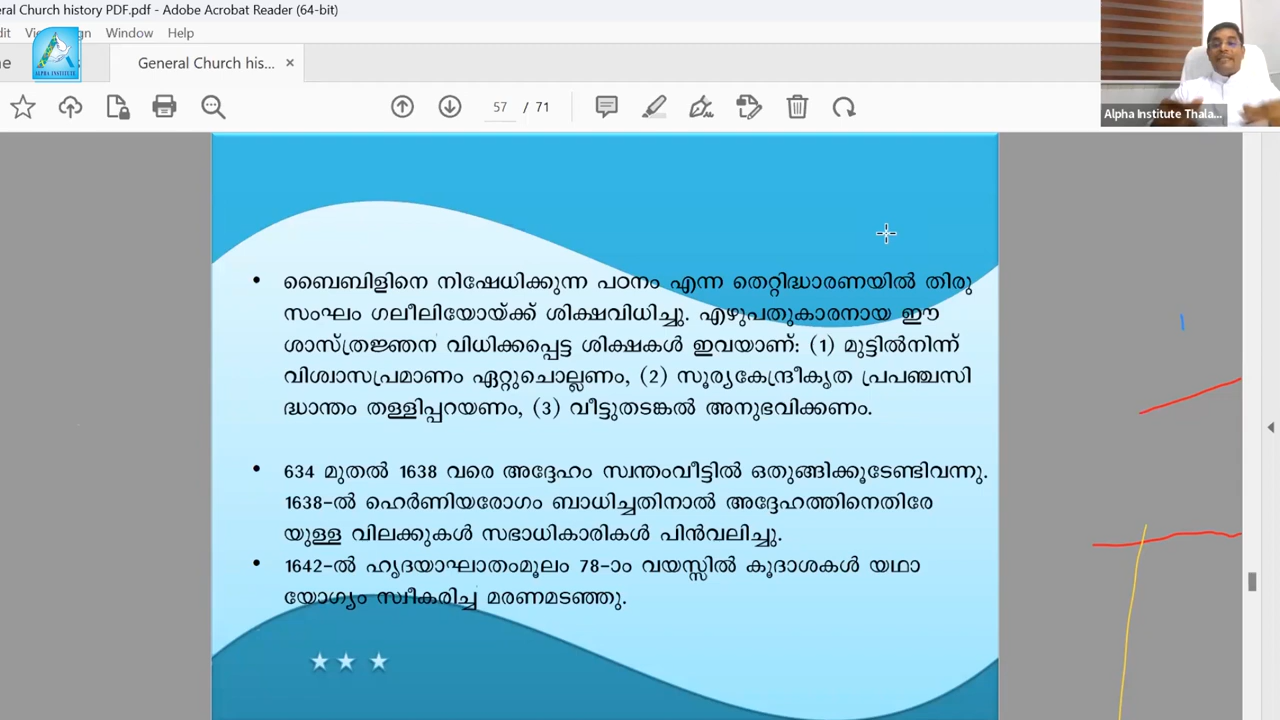 ral Church history PDF.pdf - Adobe Acrobat Reader (64-bit)
Window Help
General Church his... ×
57 / 71
ALPHA INSTITUTE
Alpha Institute Thala...
• ബൈബിളിനെ നിഷേധിക്കുന്ന പഠനം എന്ന തെറ്റിദ്ധാരണയിൽ തിരു
സംഘം ഗലീലിയോയ്ക്ക് ശിക്ഷവിധിച്ചു. എഴുപതുകാരനായ ഈ
ശാസ്ത്രജ്ഞന് വിധിക്കപ്പെട്ട ശിക്ഷകൾ ഇവയാണ്: (1) മുട്ടിൽനിന്ന്
വിശ്വാസപ്രമാണം ഏറ്റുചൊല്ലണം, (2) സൂര്യകേന്ദ്രീകൃത പ്രപഞ്ചസി
ദ്ധാന്തം തള്ളിപ്പറയണം, (3) വീട്ടുതടങ്കൽ അനുഭവിക്കണം.
• 634 മുതൽ 1638 വരെ അദ്ദേഹം സ്വന്തംവീട്ടിൽ ഒതുങ്ങിക്കൂടേണ്ടിവന്നു.
1638-ൽ ഹെർണിയരോഗം ബാധിച്ചതിനാൽ അദ്ദേഹത്തിനെതിരേ
യുള്ള വിലക്കുകൾ സഭാധികാരികൾ പിൻവലിച്ചു.
• 1642-ൽ ഹൃദയാഘാതംമൂലം 78-ാം വയസ്സിൽ കൂദാശകൾ യഥാ
യോഗ്യം സ്വീകരിച്ച് മരണമടഞ്ഞു.